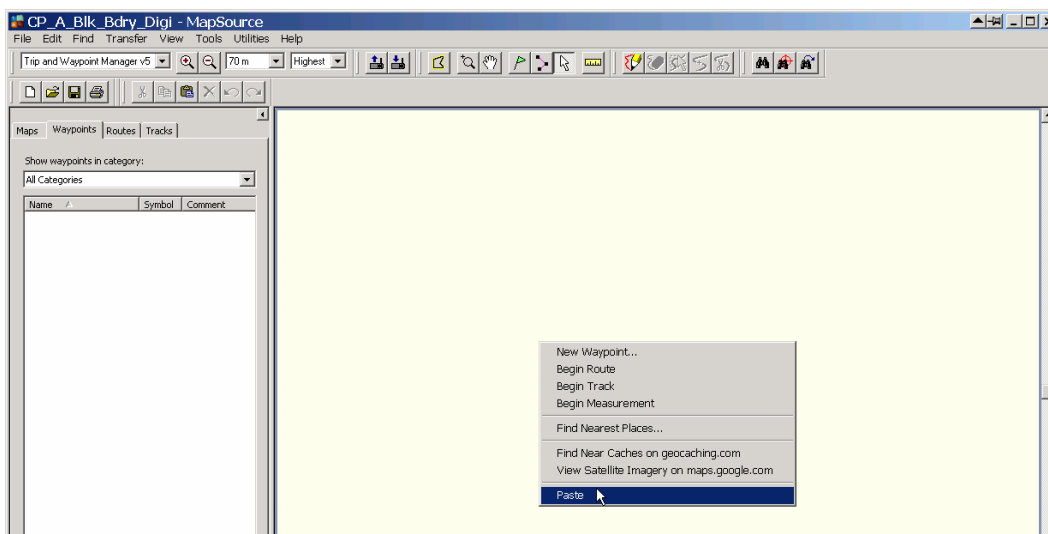 CP_A_Blk_Bdry_Digi - MapSource
File Edit Find Transfer View Tools Utilities Help
Trip and Waypoint Manager v5 70 m Highest
Maps Waypoints Routes Tracks
Show waypoints in category:
All Categories
Name Symbol Comment
New Waypoint...
Begin Route
Begin Track
Begin Measurement
Find Nearest Places...
Find Near Caches on geocaching.com
View Satellite Imagery on maps.google.com
Paste